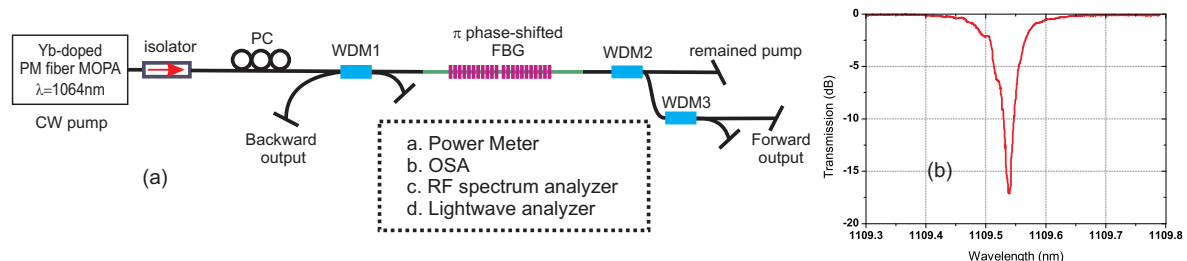 Yb-doped
PM fiber MOPA
λ=1064nm
CW pump
isolator
PC
WDM1
Backward
output
π phase-shifted
FBG
WDM2
remained pump
WDM3
Forward
output
(a)
a. Power Meter
b. OSA
c. RF spectrum analyzer
d. Lightwave analyzer
Transmission (dB)
0
-5
-10
-15
-20
(b)
1109.3 1109.4 1109.5 1109.6 1109.7 1109.8
Wavelength (nm)